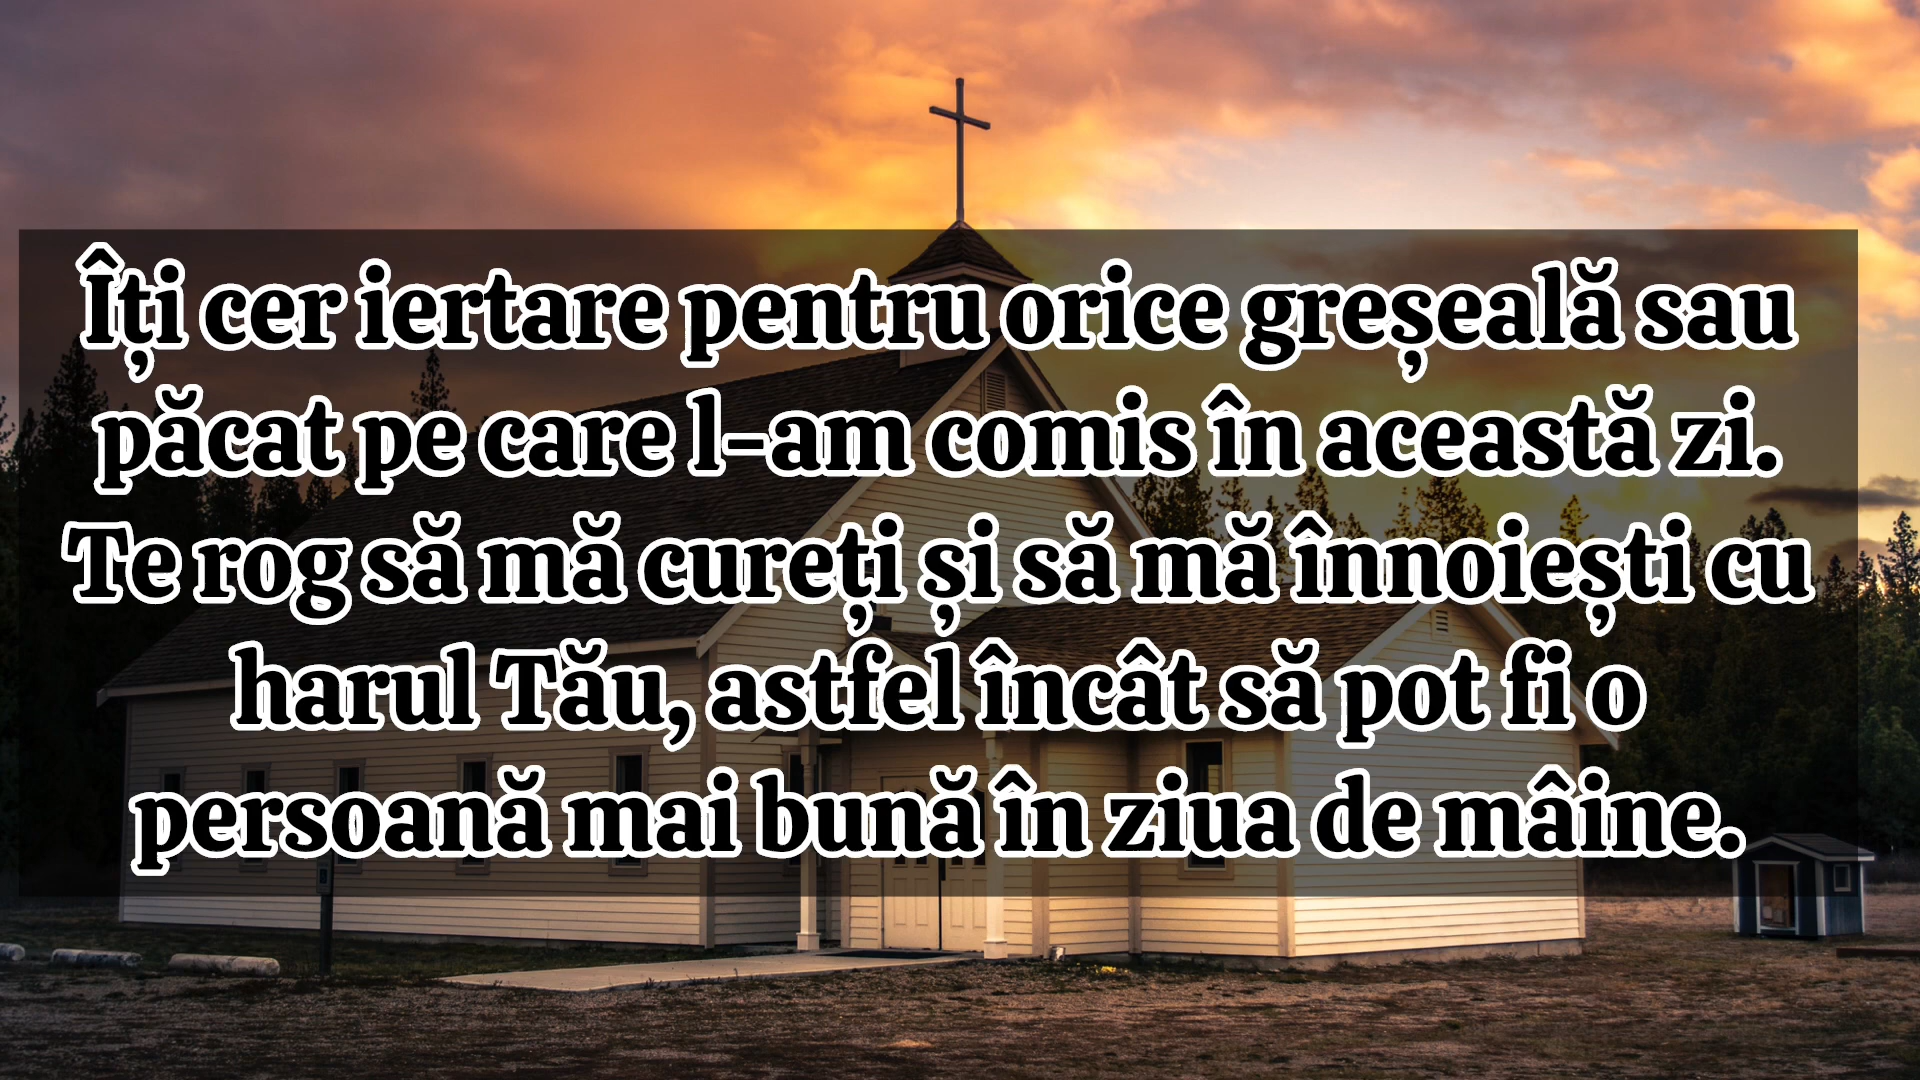 Îți cer iertare pentru orice greșeală sau
păcat pe care l-am comis în această zi.
Te rog să mă cureți și să mă înnoiești cu
harul Tău, astfel încât să pot fi o
persoană mai bună în ziua de mâine.